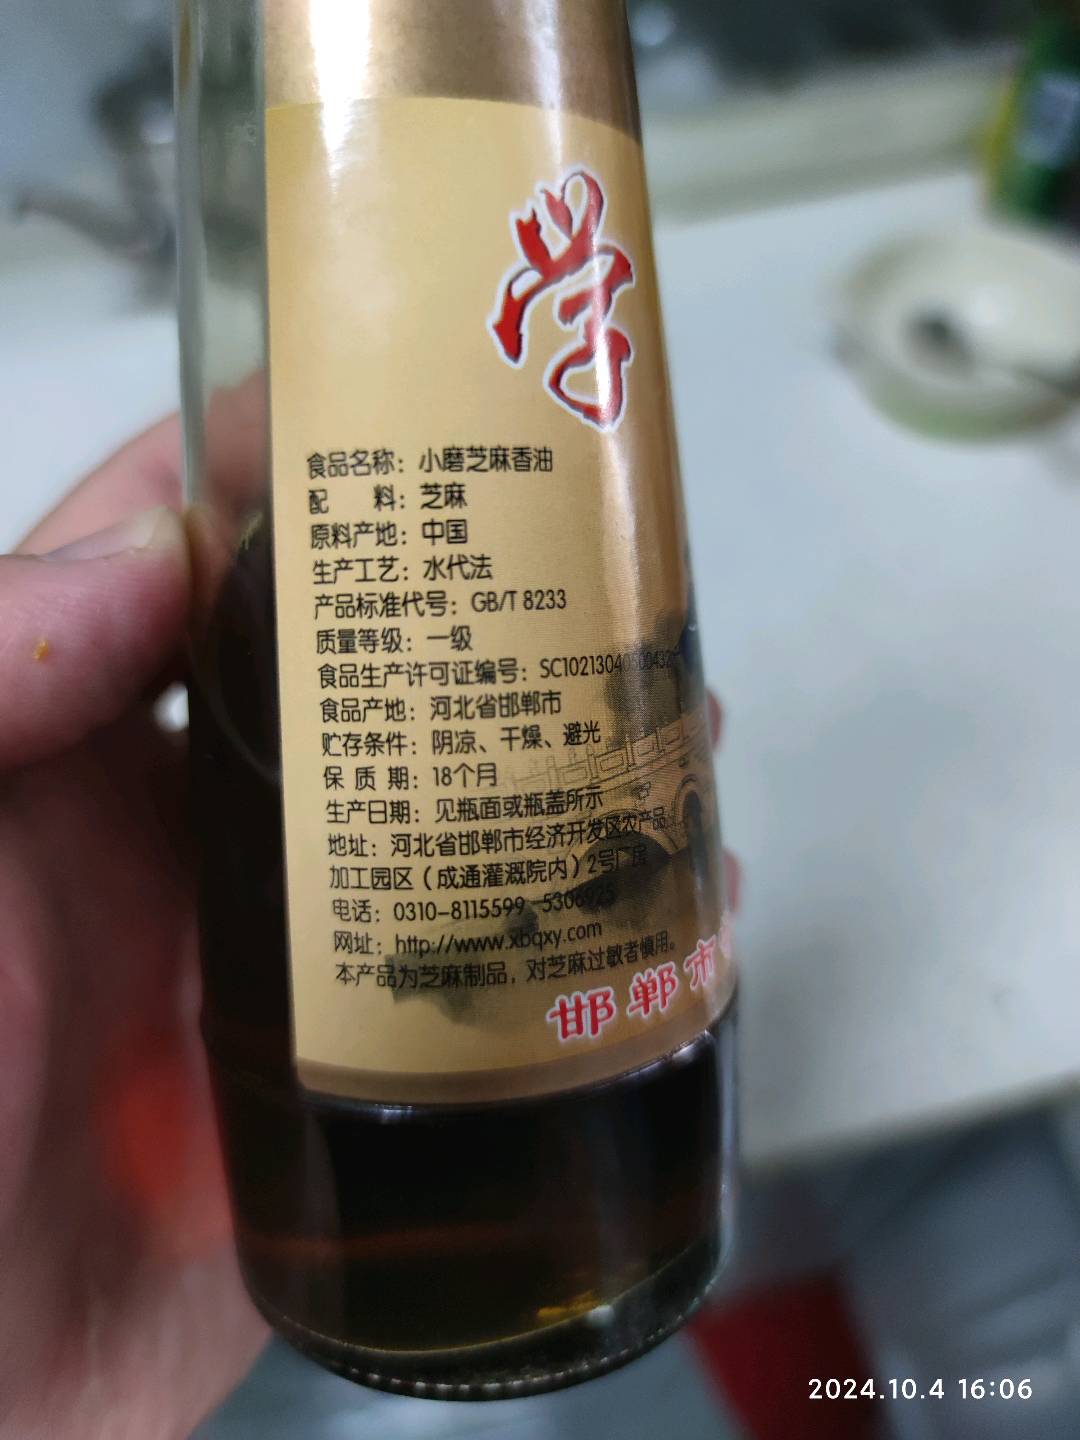 学
食品名称：小磨芝麻香油
配 料：芝麻
原料产地：中国
生产工艺：水代法
产品标准代号：GB/T 8233
质量等级：一级
食品生产许可证编号：SC10213040500432
食品产地：河北省邯郸市
贮存条件：阴凉、干燥、避光
保 质 期：18个月
生产日期：见瓶面或瓶盖所示
地址：河北省邯郸市经济开发区农产品
加工园区（成通灌溉院内）2号厂房
电话：0310-8115599 5306925
网址：http://www.xbqxy.com
本产品为芝麻制品，对芝麻过敏者慎用。
邯郸市
2024.10.4 16:06